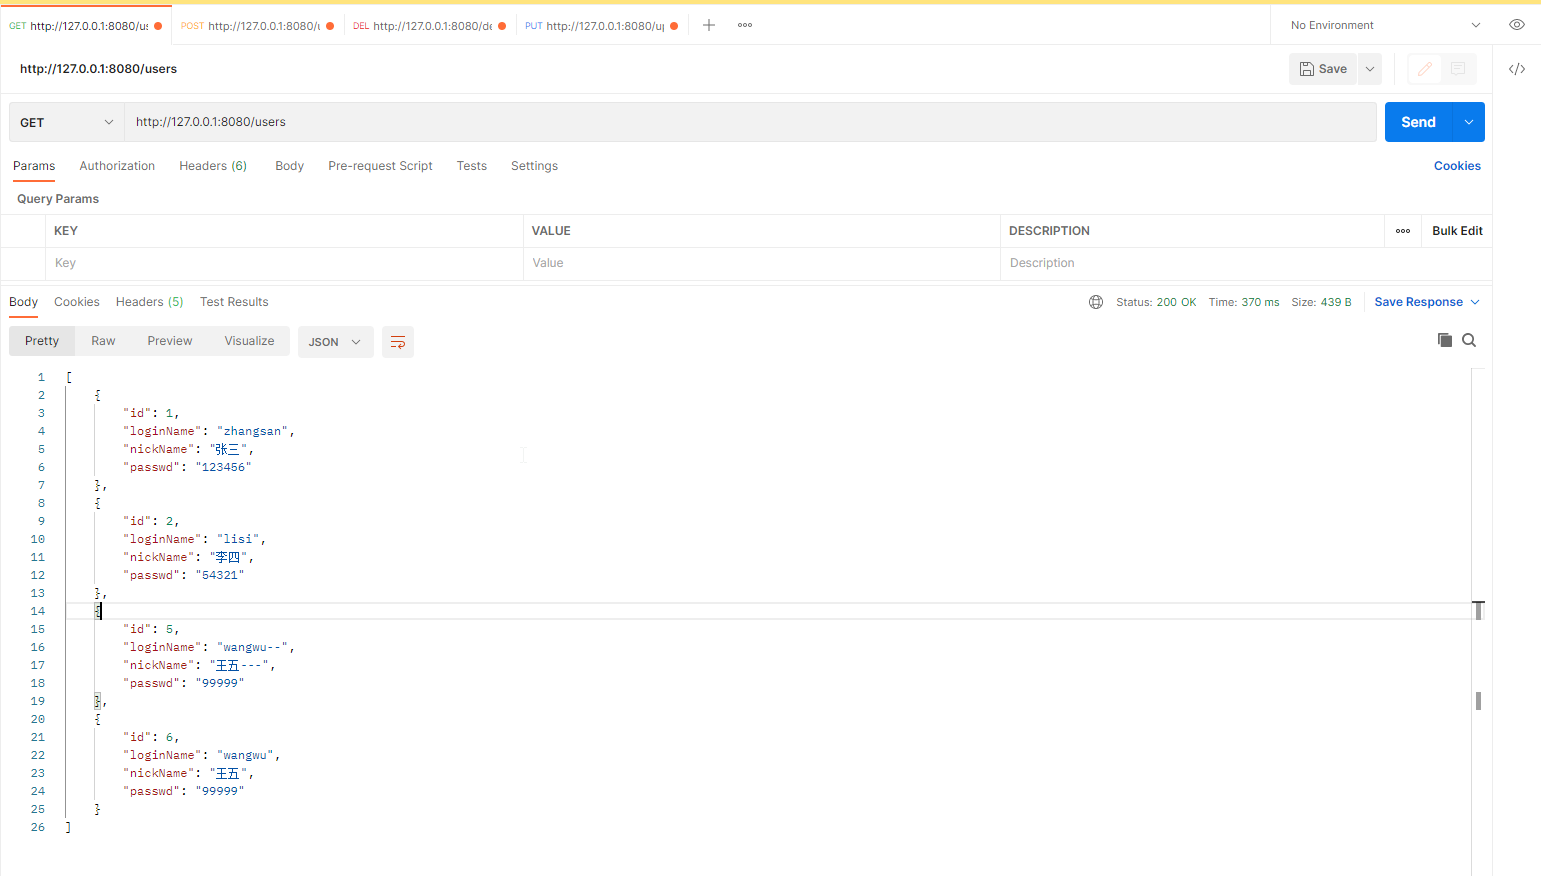 GET http://127.0.0.1:8080/us
POST http://127.0.0.1:8080/u
DEL http://127.0.0.1:8080/de
PUT http://127.0.0.1:8080/up
No Environment
http://127.0.0.1:8080/users
Save
GET
http://127.0.0.1:8080/users
Send
Params Authorization Headers (6) Body Pre-request Script Tests Settings Cookies
Query Params
KEY VALUE DESCRIPTION Bulk Edit
Key Value Description
Body Cookies Headers (5) Test Results Status: 200 OK Time: 370 ms Size: 439 B Save Response
Pretty Raw Preview Visualize JSON
1 [
2 {
3 "id": 1,
4 "loginName": "zhangsan",
5 "nickName": "张三",
6 "passwd": "123456"
7 },
8 {
9 "id": 2,
10 "loginName": "lisi",
11 "nickName": "李四",
12 "passwd": "54321"
13 },
14 {
15 "id": 5,
16 "loginName": "wangwu--",
17 "nickName": "王五---",
18 "passwd": "99999"
19 },
20 {
21 "id": 6,
22 "loginName": "wangwu",
23 "nickName": "王五",
24 "passwd": "99999"
25 }
26 ]